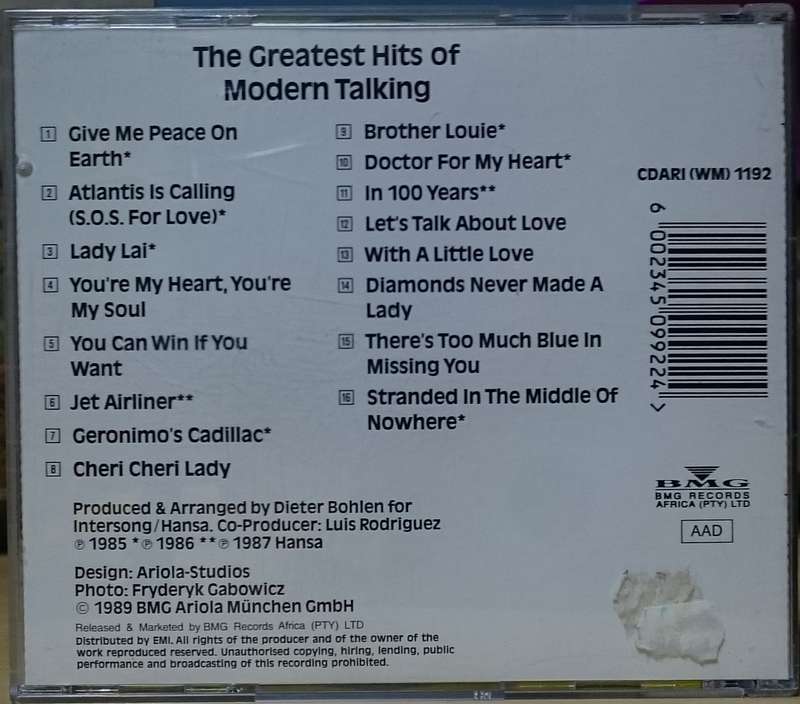 The Greatest Hits of
Modern Talking
1 Give Me Peace On
Earth*
2 Atlantis Is Calling
(S.O.S. For Love)*
3 Lady Lai*
4 You're My Heart, You're
My Soul
5 You Can Win If You
Want
6 Jet Airliner**
7 Geronimo's Cadillac*
8 Cheri Cheri Lady
9 Brother Louie*
10 Doctor For My Heart*
11 In 100 Years**
12 Let's Talk About Love
13 With A Little Love
14 Diamonds Never Made A
Lady
15 There's Too Much Blue In
Missing You
16 Stranded In The Middle Of
Nowhere*
CDARI (WM) 1192
6 002345 099224 >
BMG
BMG RECORDS
AFRICA (PTY) LTD
AAD
Produced & Arranged by Dieter Bohlen for
Intersong/Hansa. Co-Producer: Luis Rodriguez
℗ 1985 *℗ 1986 **℗ 1987 Hansa
Design: Ariola-Studios
Photo: Fryderyk Gabowicz
© 1989 BMG Ariola München GmbH
Released & Marketed by BMG Records Africa (PTY) LTD
Distributed by EMI. All rights of the producer and of the owner of the
work reproduced reserved. Unauthorised copying, hiring, lending, public
performance and broadcasting of this recording prohibited.